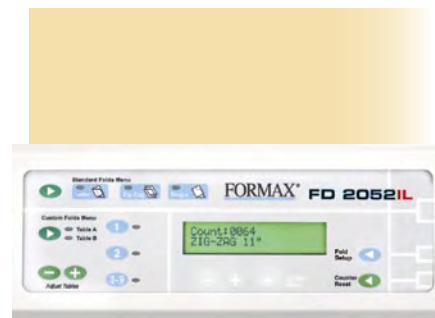 Standard Folds Menu
FORMAX®
FD 2052IL
Custom Folds Menu
Table A
Table B
1
2
Count:0064
ZIG-ZAG 11"
Fold
Setup
Counter
Reset
Adjust Tables